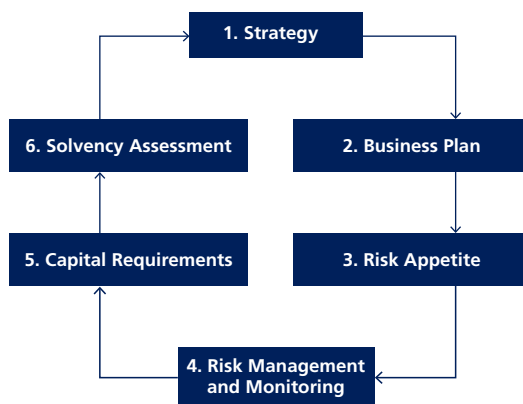 1. Strategy
2. Business Plan
3. Risk Appetite
4. Risk Management
and Monitoring
5. Capital Requirements
6. Solvency Assessment